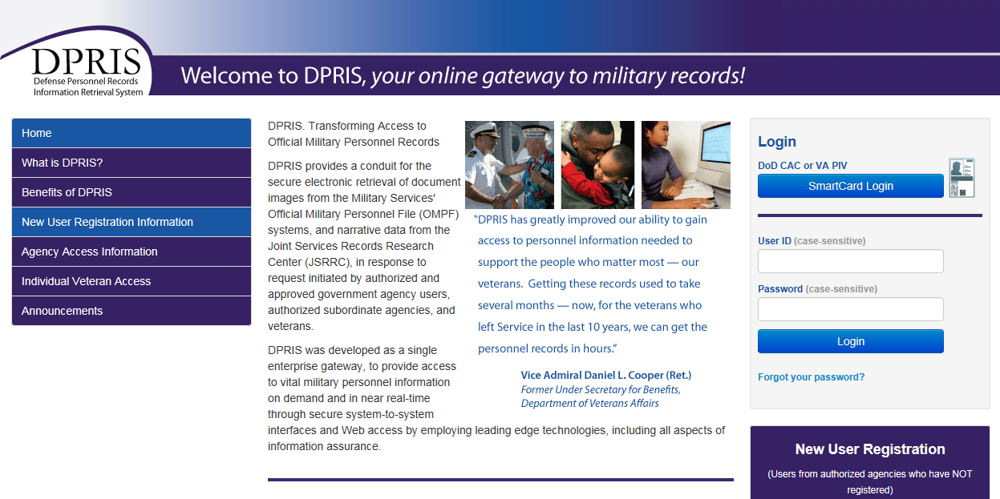 DPRIS
Defense Personnel Records
Information Retrieval System
Welcome to DPRIS, your online gateway to military records!
Home
What is DPRIS?
Benefits of DPRIS
New User Registration Information
Agency Access Information
Individual Veteran Access
Announcements
DPRIS. Transforming Access to
Official Military Personnel Records
DPRIS provides a conduit for the
secure electronic retrieval of document
images from the Military Services'
Official Military Personnel File (OMPF)
systems, and narrative data from the
Joint Services Records Research
Center (JSRRC), in response to
request initiated by authorized and
approved government agency users,
authorized subordinate agencies, and
veterans.
DPRIS was developed as a single
enterprise gateway, to provide access
to vital military personnel information
on demand and in near real-time
through secure system-to-system
interfaces and Web access by employing leading edge technologies, including all aspects of
information assurance.
“DPRIS has greatly improved our ability to gain
access to personnel information needed to
support the people who matter most — our
veterans.  Getting these records used to take
several months — now, for the veterans who
left Service in the last 10 years, we can get the
personnel records in hours.”
Vice Admiral Daniel L. Cooper (Ret.)
Former Under Secretary for Benefits,
Department of Veterans Affairs
Login
DoD CAC or VA PIV
SmartCard Login
User ID (case-sensitive)
Password (case-sensitive)
Login
Forgot your password?
New User Registration
(Users from authorized agencies who have NOT
registered)